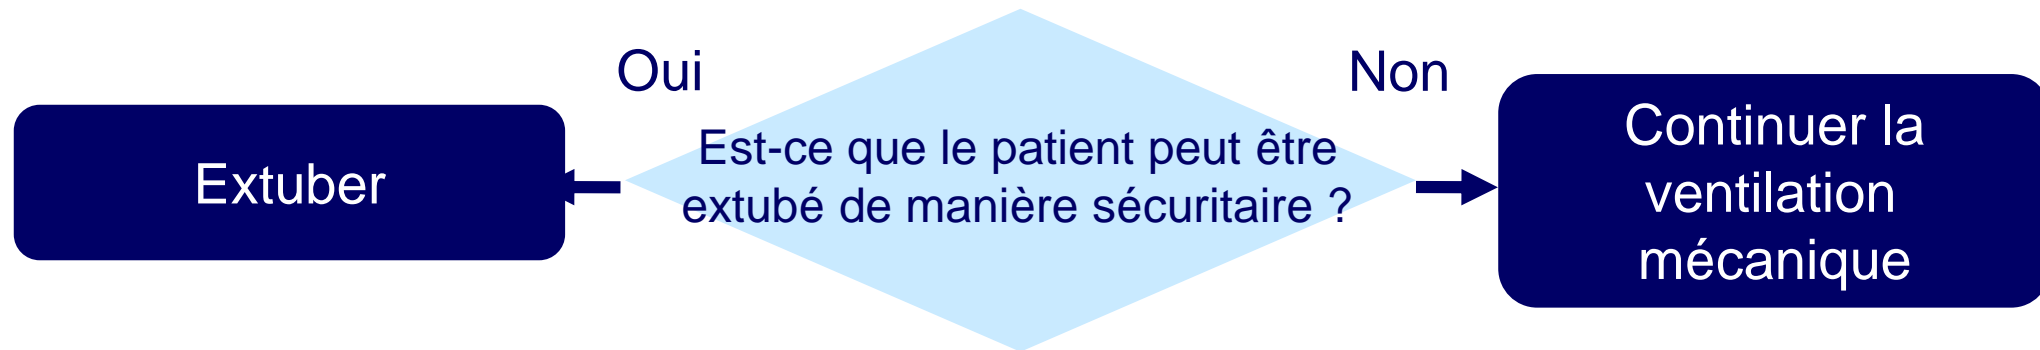 Oui
Non
Extuber
Est-ce que le patient peut être
extubé de manière sécuritaire ?
Continuer la
ventilation
mécanique